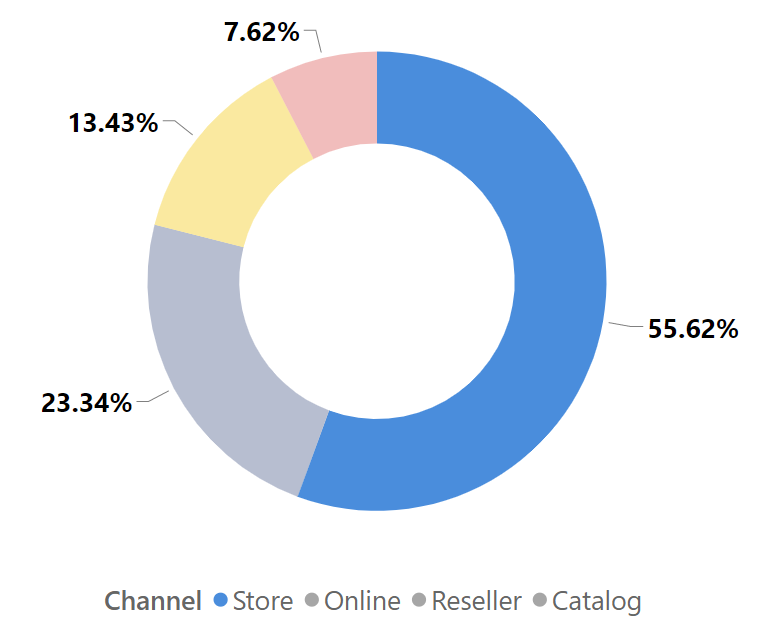 7.62%
13.43%
55.62%
23.34%
Channel Store Online Reseller Catalog